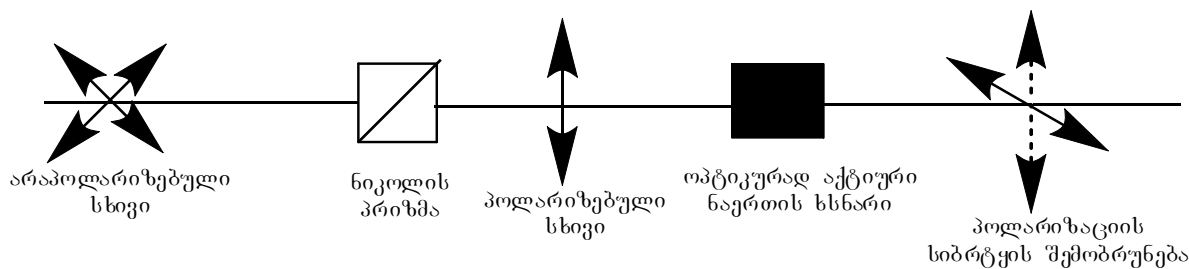 არაპოლარიზებული
სხივი
ნიკოლის
პრიზმა
პოლარიზებული
სხივი
ოპტიკურად აქტიური
ნაერთის ხსნარი
პოლარიზაციის
სიბრტყის შემობრუნება